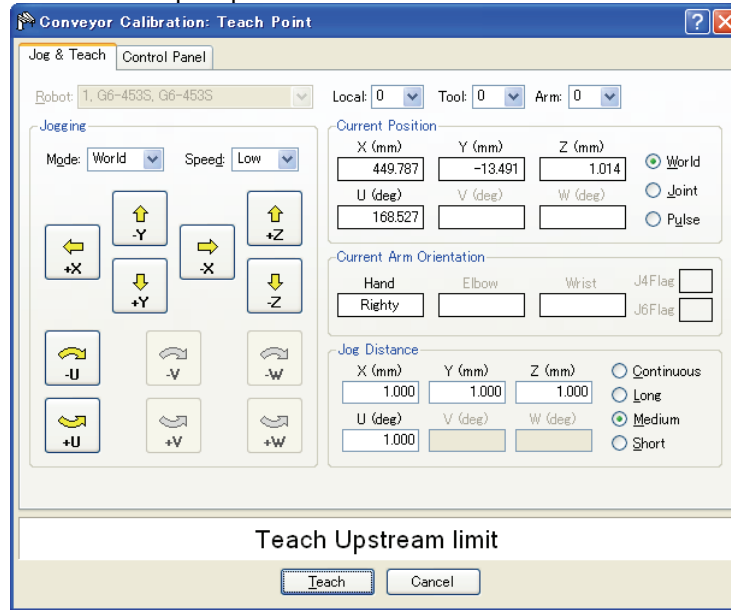 Conveyor Calibration: Teach Point
Jog & Teach Control Panel
Robot: 1, G6-453S, G6-453S Local: 0 Tool: 0 Arm: 0
Jogging
Mode: World Speed: Low
+X -Y -X +Z
+Y -Z
-U -V -W
+U +V +W
Current Position
X (mm) Y (mm) Z (mm)
449.787 -13.491 1.014
U (deg) V (deg) W (deg)
168.527
World
Joint
Pulse
Current Arm Orientation
Hand Elbow Wrist J4Flag
Righty J6Flag
Jog Distance
X (mm) Y (mm) Z (mm)
1.000 1.000 1.000
U (deg) V (deg) W (deg)
1.000
Continuous
Long
Medium
Short
Teach Upstream limit
Teach Cancel